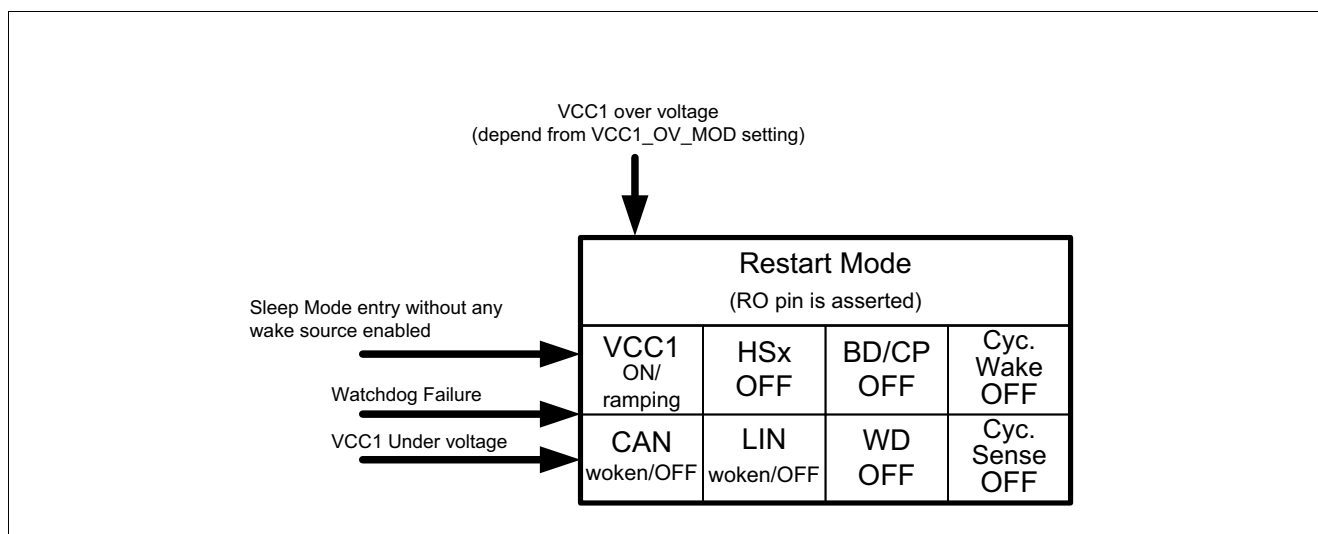 VCC1 over voltage
(depend from VCC1_OV_MOD setting)
Restart Mode
(RO pin is asserted)
Sleep Mode entry without any
wake source enabled
Watchdog Failure
VCC1 Under voltage
VCC1
ON/
ramping
HSx
OFF
BD/CP
OFF
Cyc.
Wake
OFF
CAN
woken/OFF
LIN
woken/OFF
WD
OFF
Cyc.
Sense
OFF